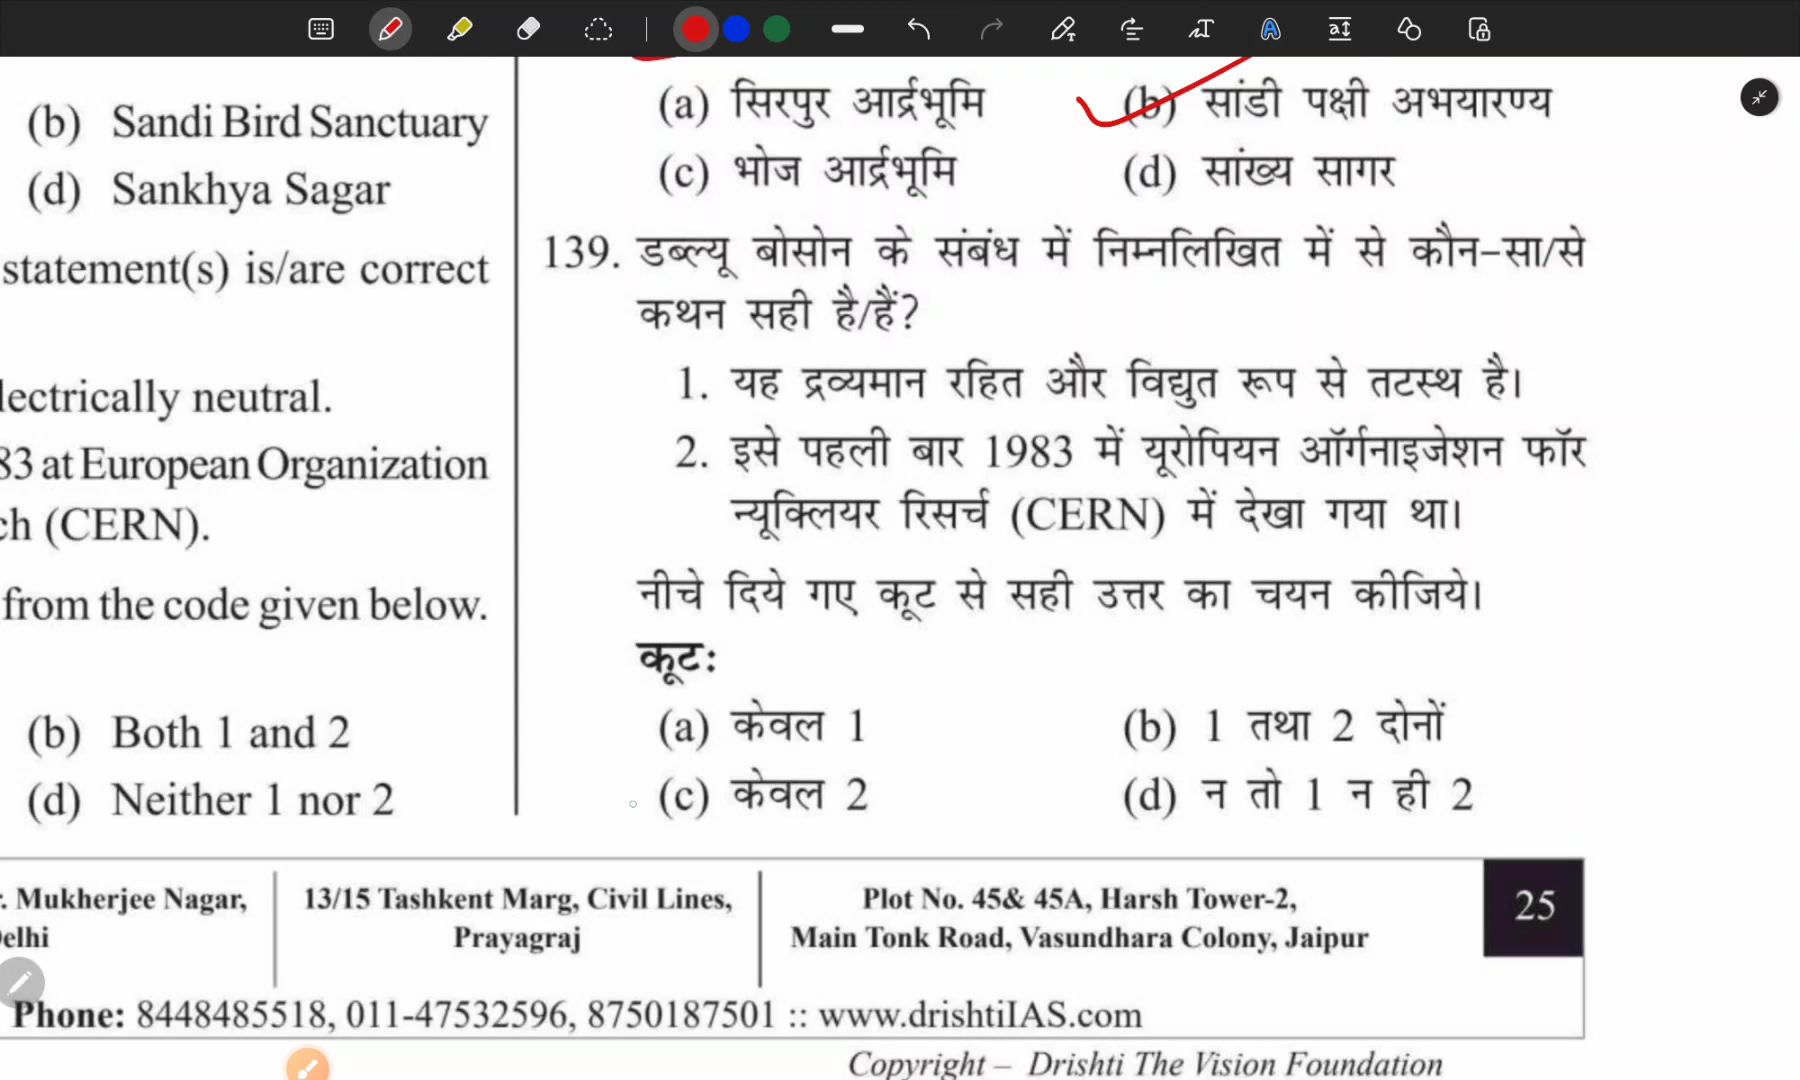 (b) Sandi Bird Sanctuary
(d) Sankhya Sagar
statement(s) is/are correct
lectrically neutral.
83 at European Organization
ch (CERN).
from the code given below.
(b) Both 1 and 2
(d) Neither 1 nor 2
(a) सिरपुर आर्द्रभूमि (b) सांडी पक्षी अभयारण्य
(c) भोज आर्द्रभूमि (d) सांख्य सागर
139. डब्ल्यू बोसोन के संबंध में निम्नलिखित में से कौन-सा/से
कथन सही है/हैं?
1. यह द्रव्यमान रहित और विद्युत रूप से तटस्थ है।
2. इसे पहली बार 1983 में यूरोपियन ऑर्गनाइजेशन फॉर
न्यूक्लियर रिसर्च (CERN) में देखा गया था।
नीचे दिये गए कूट से सही उत्तर का चयन कीजिये।
कूटः
(a) केवल 1 (b) 1 तथा 2 दोनों
(c) केवल 2 (d) न तो 1 न ही 2
r. Mukherjee Nagar,
elhi
13/15 Tashkent Marg, Civil Lines,
Prayagraj
Plot No. 45& 45A, Harsh Tower-2,
Main Tonk Road, Vasundhara Colony, Jaipur
25
Phone: 8448485518, 011-47532596, 8750187501 :: www.drishtiIAS.com
Copyright – Drishti The Vision Foundation